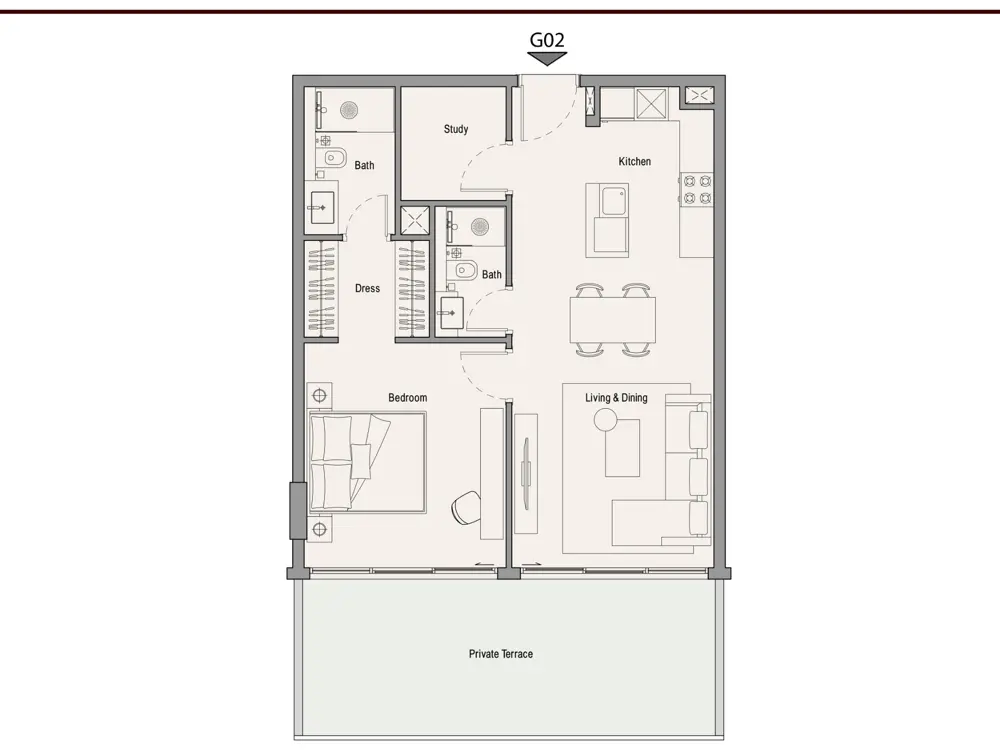 G02
Study
Kitchen
Bath
Bath
Dress
Bedroom
Living & Dining
Private Terrace